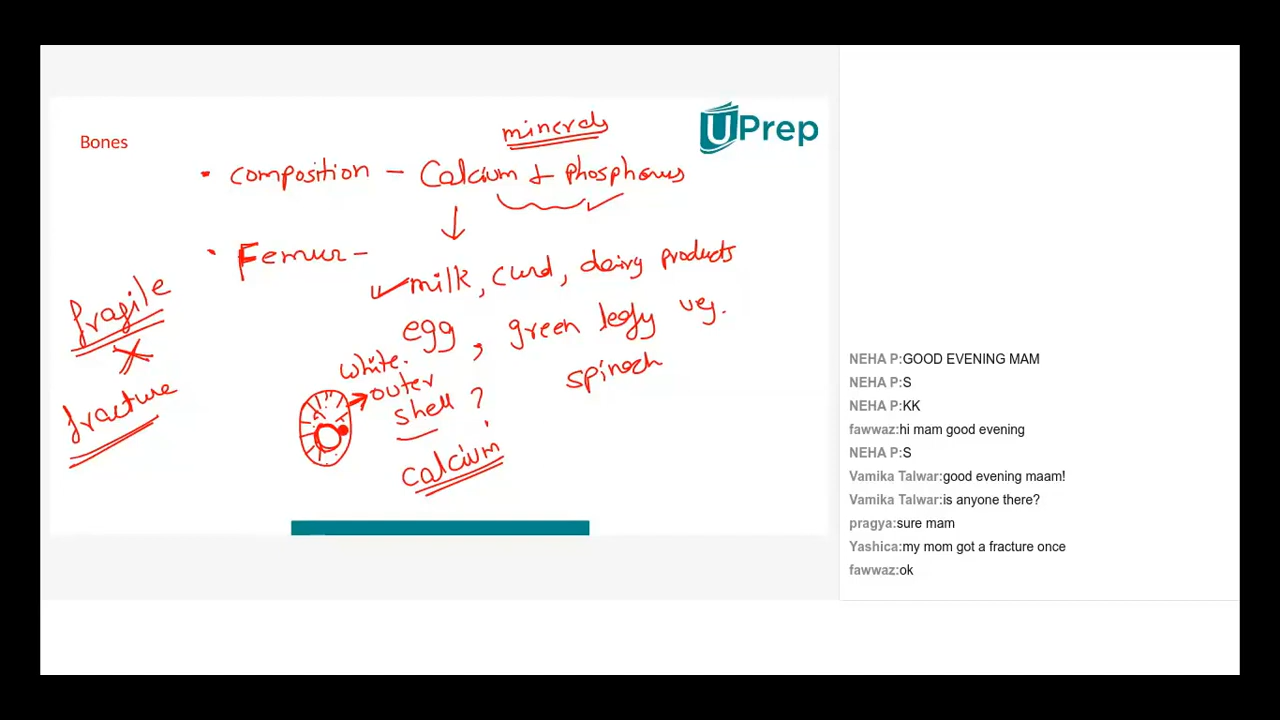 minerals
UPrep
Bones
• composition – Calcium + phosphorus
• Femur –
milk, curd, dairy products
fragile
egg, green leafy veg.
white.
spinach
outer
fracture
shell ?
calcium
NEHA P:GOOD EVENING MAM
NEHA P:S
NEHA P:KK
fawwaz:hi mam good evening
NEHA P:S
Vamika Talwar:good evening maam!
Vamika Talwar:is anyone there?
pragya:sure mam
Yashica:my mom got a fracture once
fawwaz:ok